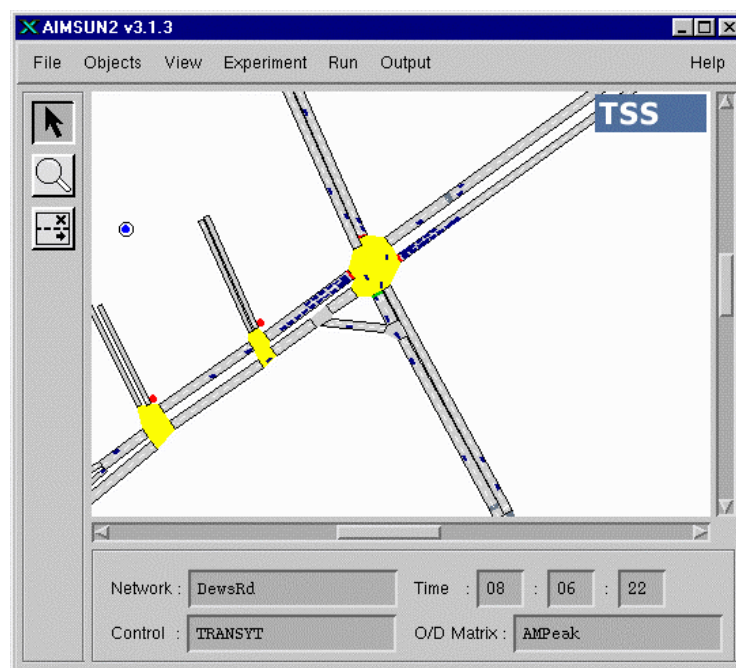 AIMSUN2 v3.1.3
File Objects View Experiment Run Output Help
TSS
Network : DewsRd Time : 08 : 06 : 22
Control : TRANSYT O/D Matrix : AMPeak